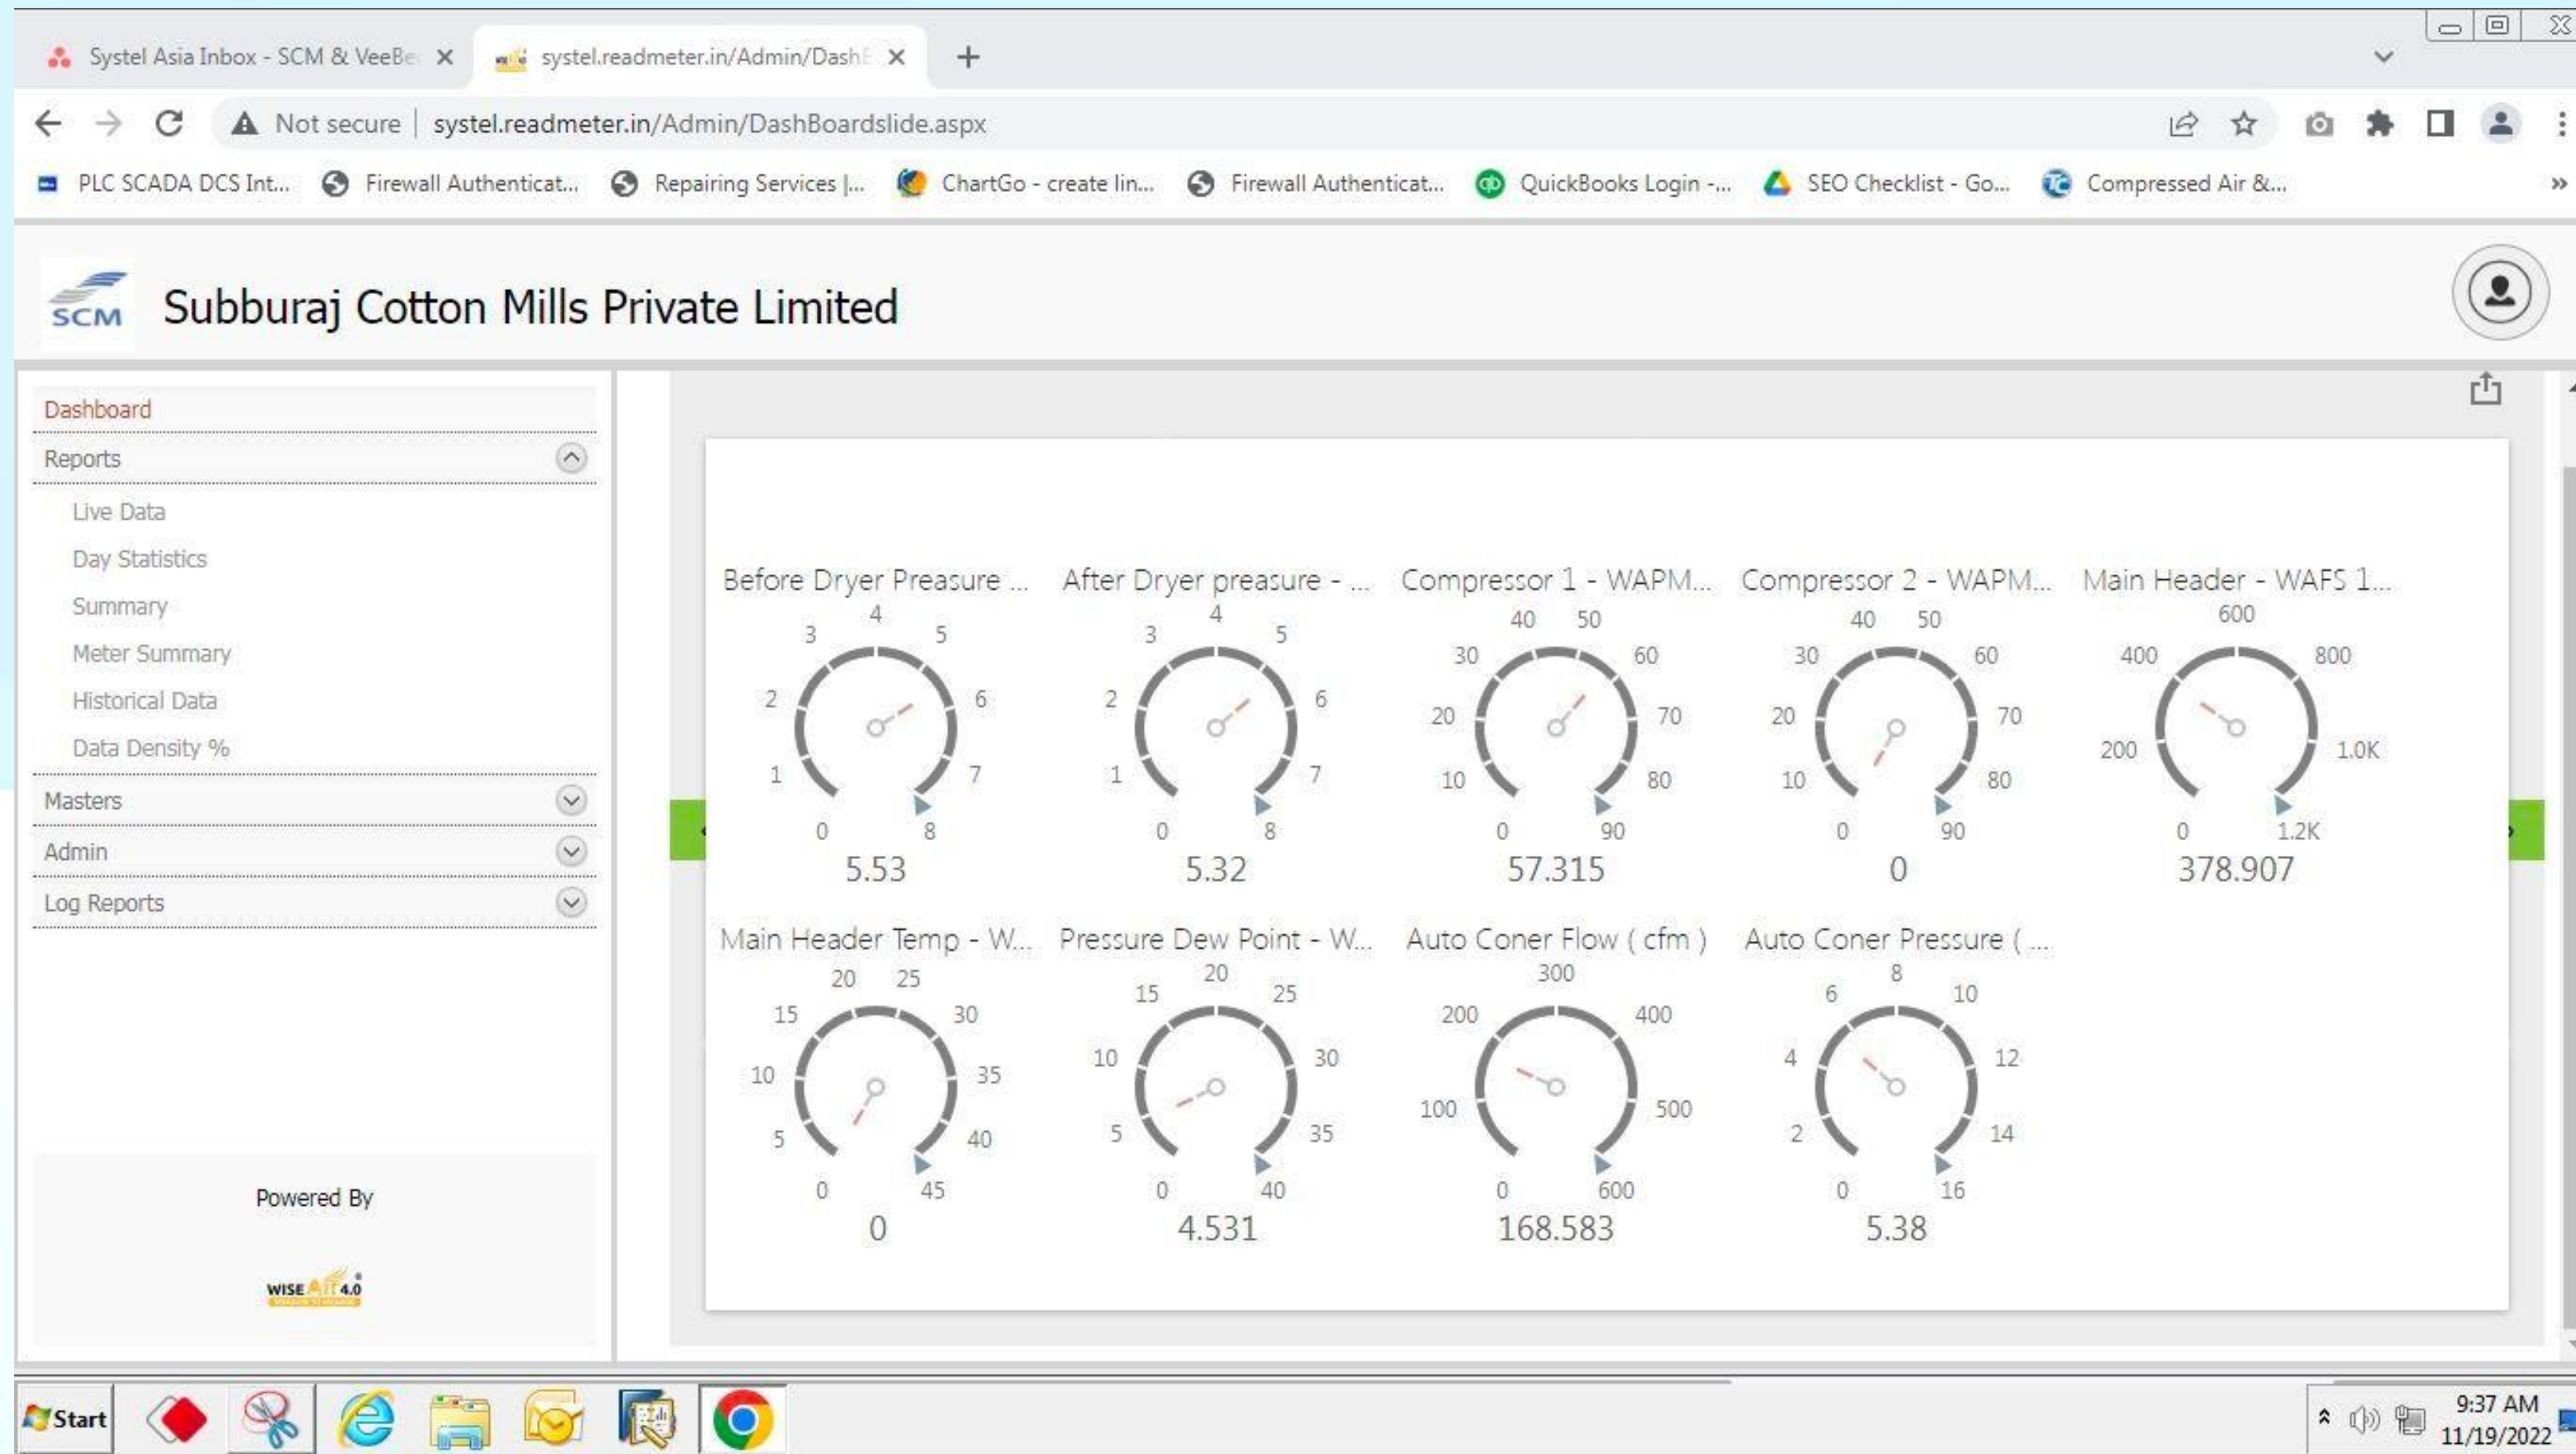 Systel Asia Inbox - SCM & VeeBe
systel.readmeter.in/Admin/Dash
Not secure | systel.readmeter.in/Admin/DashBoardslide.aspx
PLC SCADA DCS Int... Firewall Authenticat... Repairing Services |... ChartGo - create lin... Firewall Authenticat... QuickBooks Login -... SEO Checklist - Go... Compressed Air &... »
SCM
Subburaj Cotton Mills Private Limited
Dashboard
Reports
Live Data
Day Statistics
Summary
Meter Summary
Historical Data
Data Density %
Masters
Admin
Log Reports
Powered By
WISE Air 4.0
Before Dryer Preasure ...
0 1 2 3 4 5 6 7 8
5.53
After Dryer preasure - ...
0 1 2 3 4 5 6 7 8
5.32
Compressor 1 - WAPM...
0 10 20 30 40 50 60 70 80 90
57.315
Compressor 2 - WAPM...
0 10 20 30 40 50 60 70 80 90
0
Main Header - WAFS 1...
0 200 400 600 800 1.0K 1.2K
378.907
Main Header Temp - W...
0 5 10 15 20 25 30 35 40 45
0
Pressure Dew Point - W...
0 5 10 15 20 25 30 35 40
4.531
Auto Coner Flow ( cfm )
0 100 200 300 400 500 600
168.583
Auto Coner Pressure ( ...
0 2 4 6 8 10 12 14 16
5.38
Start
9:37 AM
11/19/2022